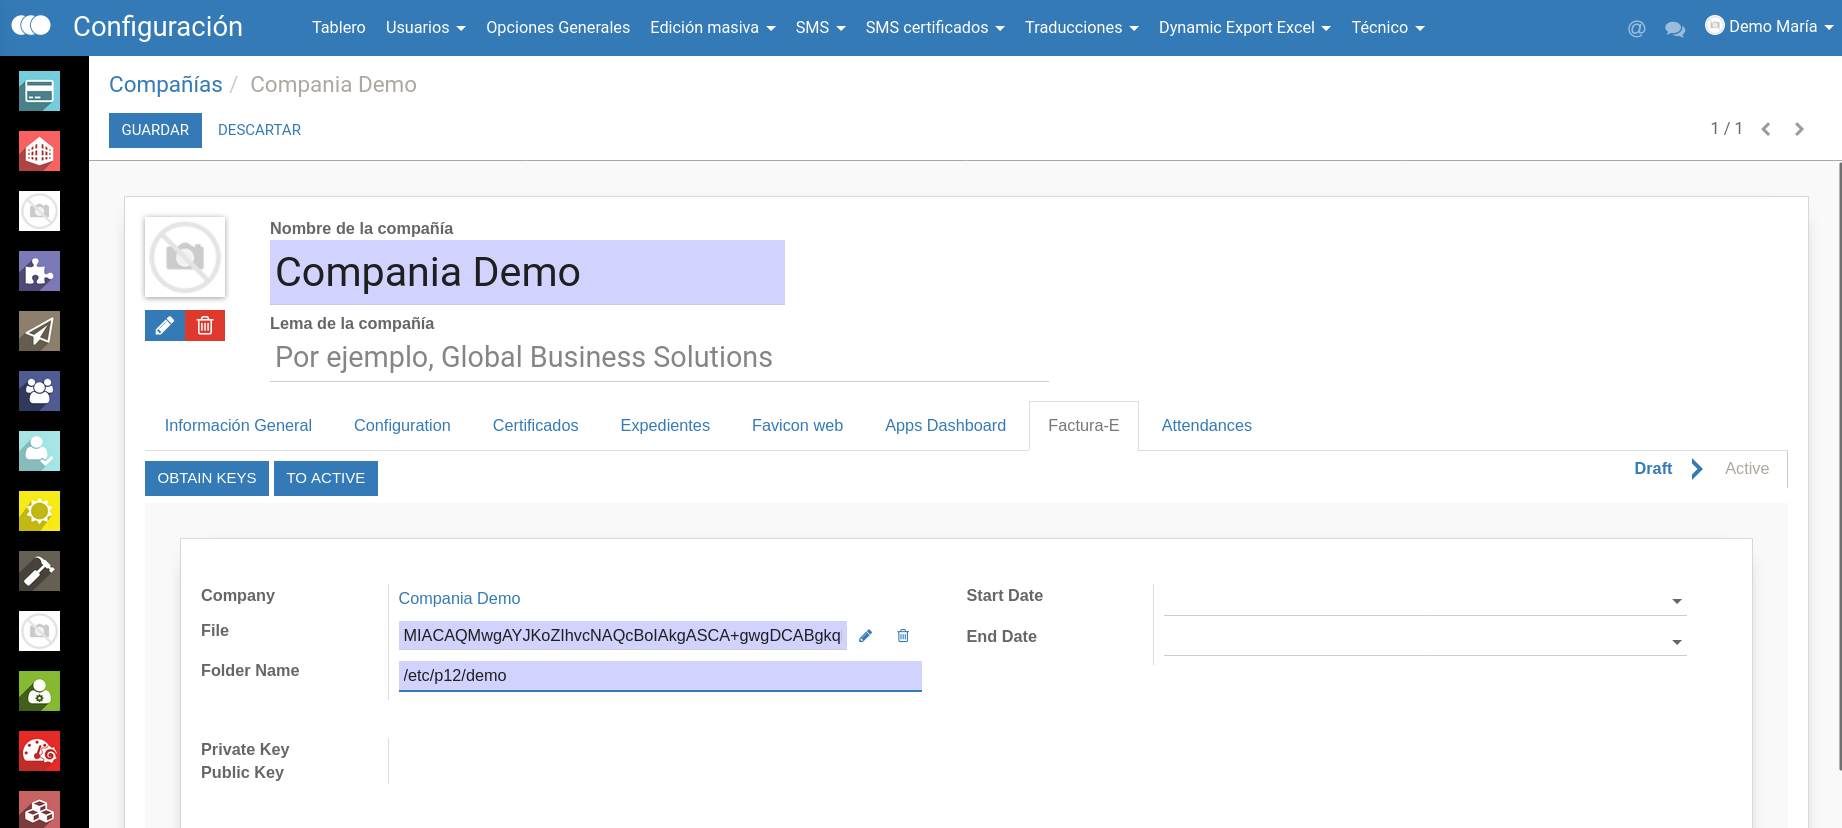 Configuración
Tablero Usuarios Opciones Generales Edición masiva SMS SMS certificados Traducciones Dynamic Export Excel Técnico @ Demo María
Compañías / Compania Demo
GUARDAR DESCARTAR 1 / 1
Nombre de la compañía
Compania Demo
Lema de la compañía
Por ejemplo, Global Business Solutions
Información General Configuration Certificados Expedientes Favicon web Apps Dashboard Factura-E Attendances
OBTAIN KEYS TO ACTIVE Draft Active
Company Compania Demo Start Date
File MIACAQMwgAYJKoZIhvcNAQcBoIAkgASCA+gwgDCABgkq End Date
Folder Name /etc/p12/demo
Private Key
Public Key